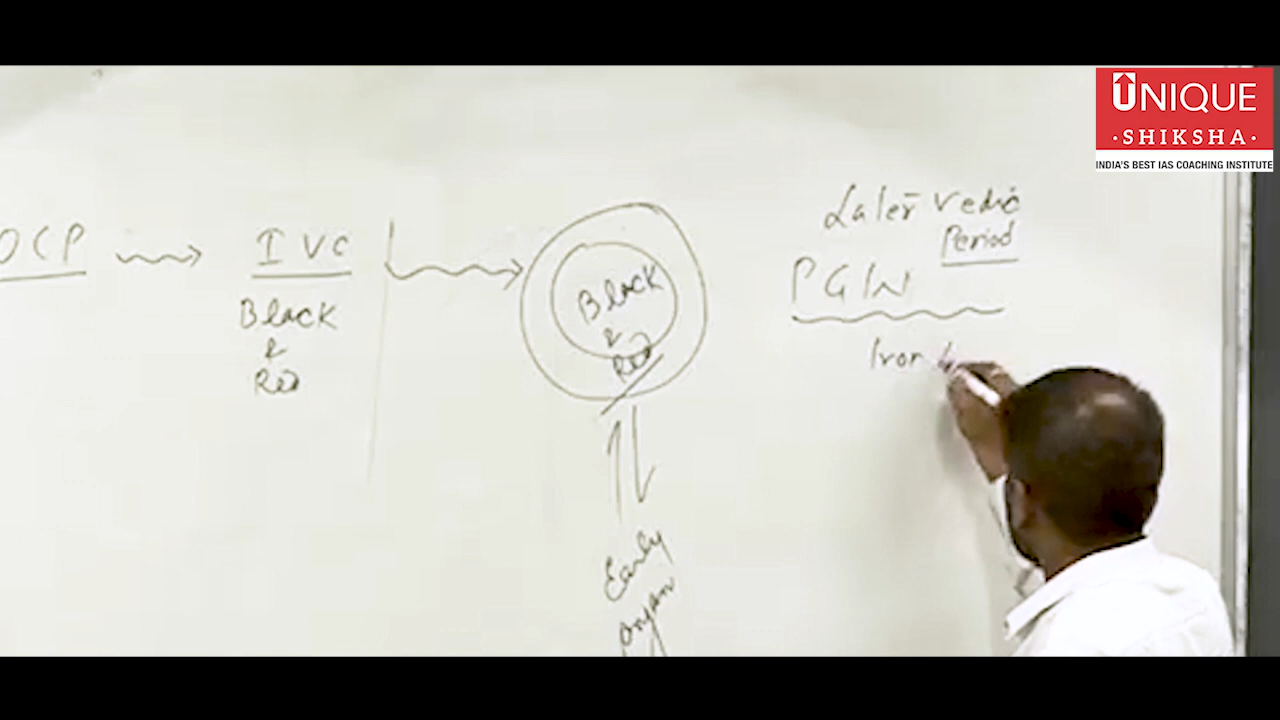 UNIQUE
·SHIKSHA·
INDIA'S BEST IAS COACHING INSTITUTE
OCP
IVC
Black
&
Red
Black
&
Red
Early
Aryan
Later Vedic
Period
PGW
Iron